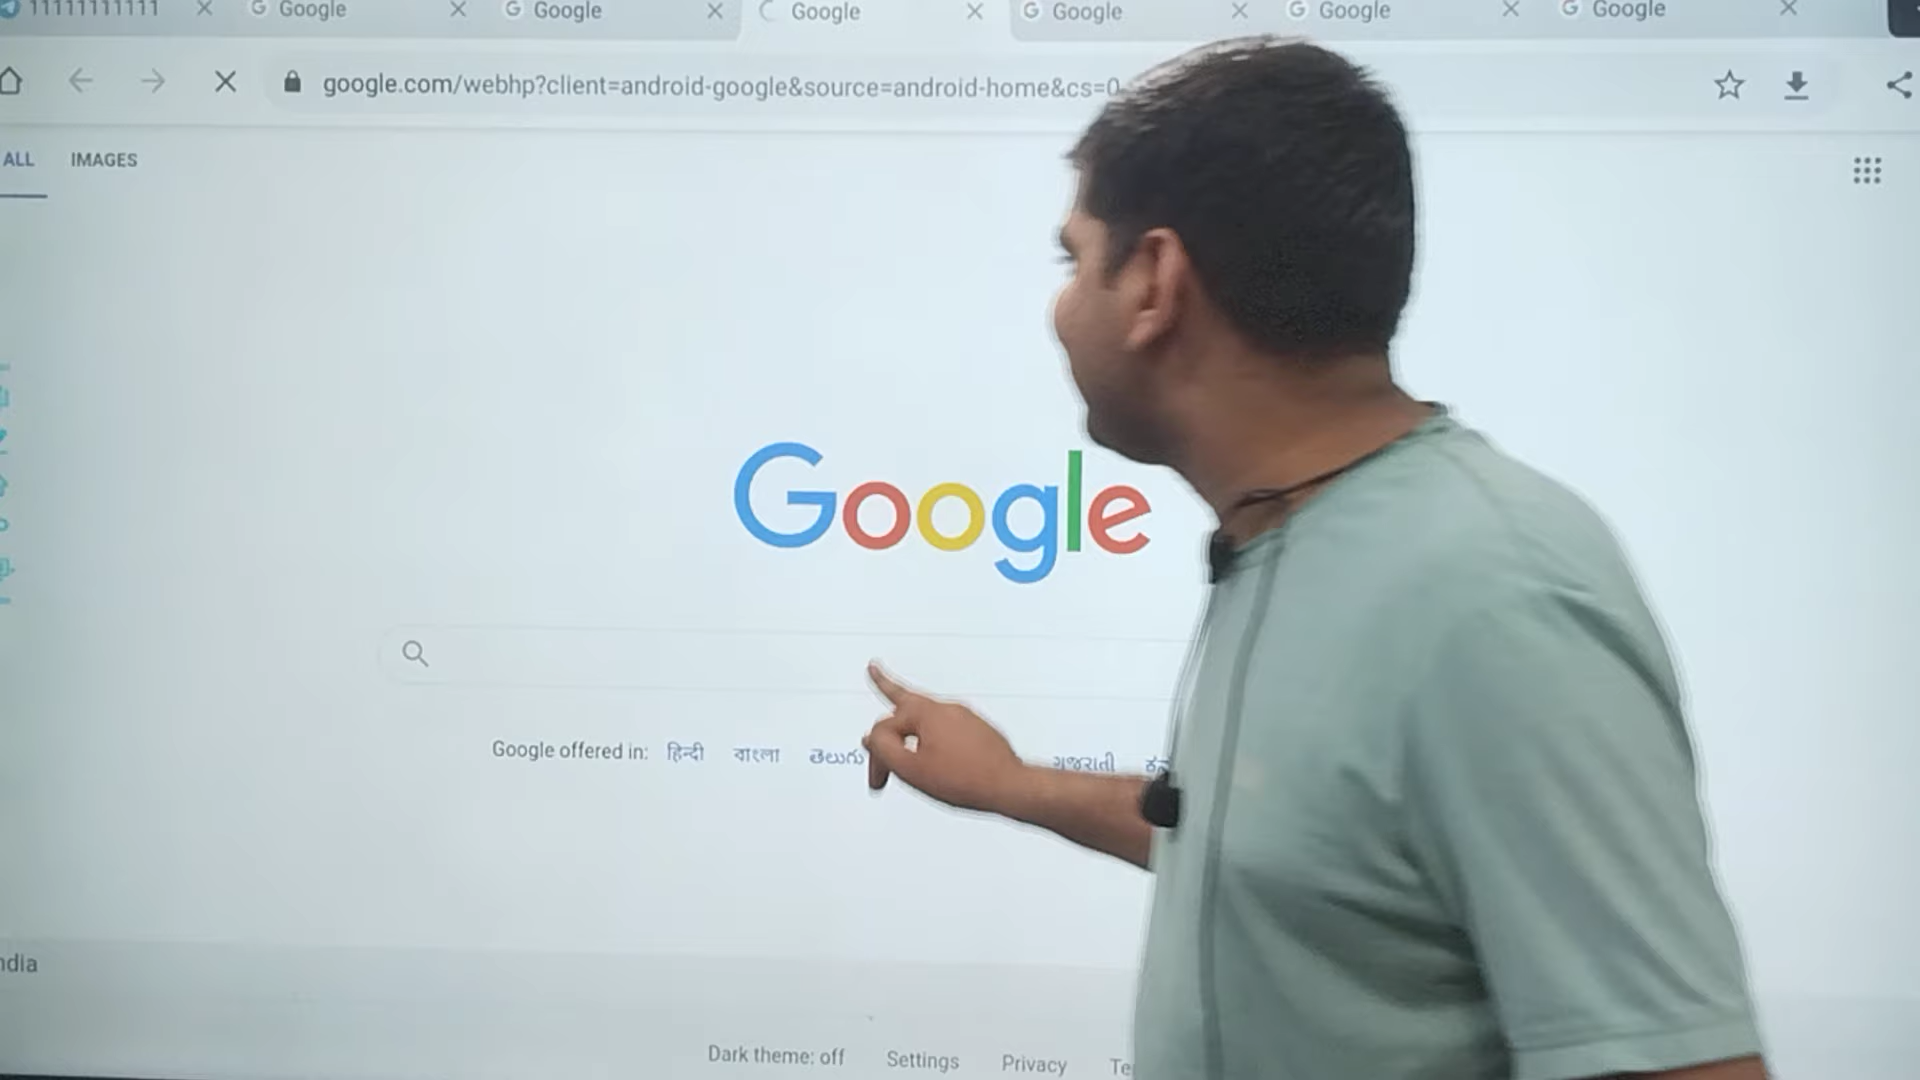 11111111111 Google Google Google Google Google Google
google.com/webhp?client=android-google&source=android-home&cs=0
ALL IMAGES
Google
Google offered in: हिन्दी বাংলা తెలుగు ગુજરાતી
Dark theme: off Settings Privacy